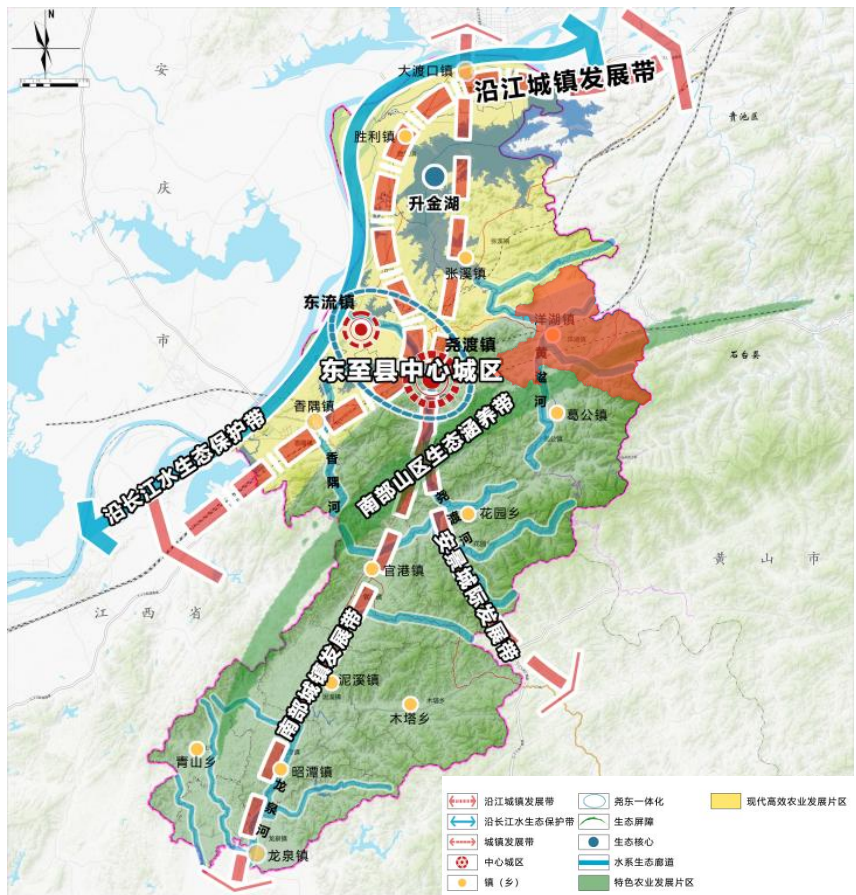 N
安
庆
市
大渡口镇
沿江城镇发展带
贵池区
胜利镇
升金湖
张溪镇
张溪镇
东流镇
尧渡镇
洋湖镇
石台县
东至县中心城区
黄
湓
河
香隅镇
葛公镇
沿长江水生态保护带
南部山区生态涵养带
香
隅
河
尧
渡
河
花园乡
安景城际发展带
官港镇
黄 山 市
江 西 省
南部城镇发展带
泥溪镇
木塔乡
木塔乡
青山乡
昭潭镇
龙
泉
河
龙泉镇
沿江城镇发展带
尧东一体化
现代高效农业发展片区
沿长江水生态保护带
生态屏障
城镇发展带
生态核心
中心城区
水系生态廊道
镇（乡）
特色农业发展片区